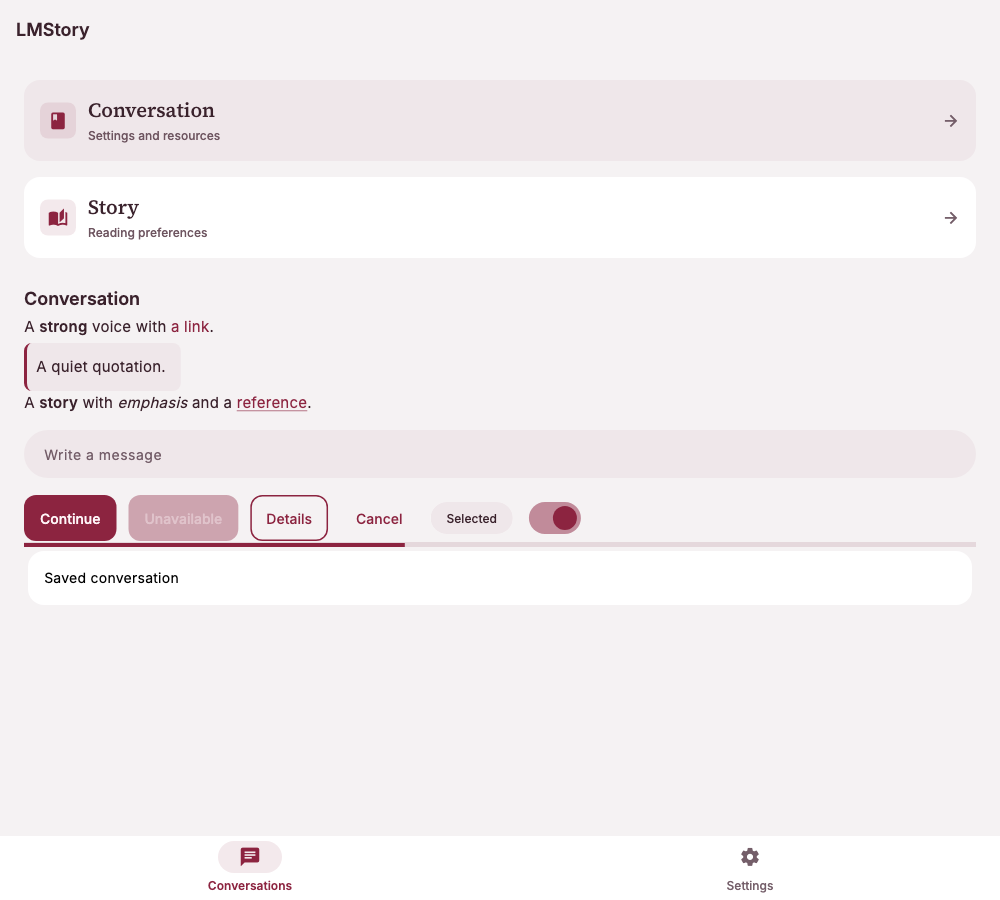 LMStory
Conversation
Settings and resources
Story
Reading preferences
Conversation
A strong voice with a link.
A quiet quotation.
A story with emphasis and a reference.
Write a message
Continue
Unavailable
Details
Cancel
Selected
Saved conversation
Conversations
Settings